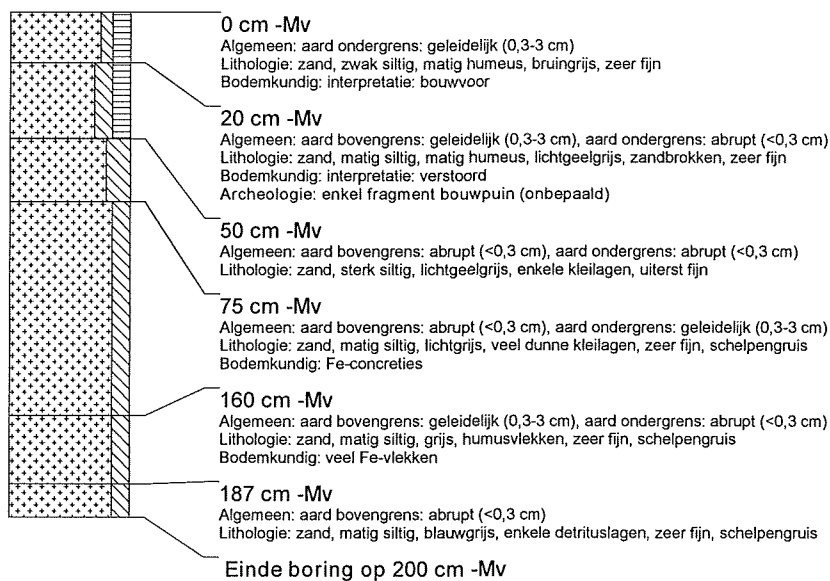 0 cm -Mv
Algemeen: aard ondergrens: geleidelijk (0,3-3 cm)
Lithologie: zand, zwak siltig, matig humeus, bruingrijs, zeer fijn
Bodemkundig: interpretatie: bouwvoor
20 cm -Mv
Algemeen: aard bovengrens: geleidelijk (0,3-3 cm), aard ondergrens: abrupt (<0,3 cm)
Lithologie: zand, matig siltig, matig humeus, lichtgeelgrijs, zandbrokken, zeer fijn
Bodemkundig: interpretatie: verstoord
Archeologie: enkel fragment bouwpuin (onbepaald)
50 cm -Mv
Algemeen: aard bovengrens: abrupt (<0,3 cm), aard ondergrens: abrupt (<0,3 cm)
Lithologie: zand, sterk siltig, lichtgeelgrijs, enkele kleilagen, uiterst fijn
75 cm -Mv
Algemeen: aard bovengrens: abrupt (<0,3 cm), aard ondergrens: geleidelijk (0,3-3 cm)
Lithologie: zand, matig siltig, lichtgrijs, veel dunne kleilagen, zeer fijn, schelpengruis
Bodemkundig: Fe-concreties
160 cm -Mv
Algemeen: aard bovengrens: geleidelijk (0,3-3 cm), aard ondergrens: abrupt (<0,3 cm)
Lithologie: zand, matig siltig, grijs, humusvlekken, zeer fijn, schelpengruis
Bodemkundig: veel Fe-vlekken
187 cm -Mv
Algemeen: aard bovengrens: abrupt (<0,3 cm)
Lithologie: zand, matig siltig, blauwgrijs, enkele detrituslagen, zeer fijn, schelpengruis
Einde boring op 200 cm -Mv